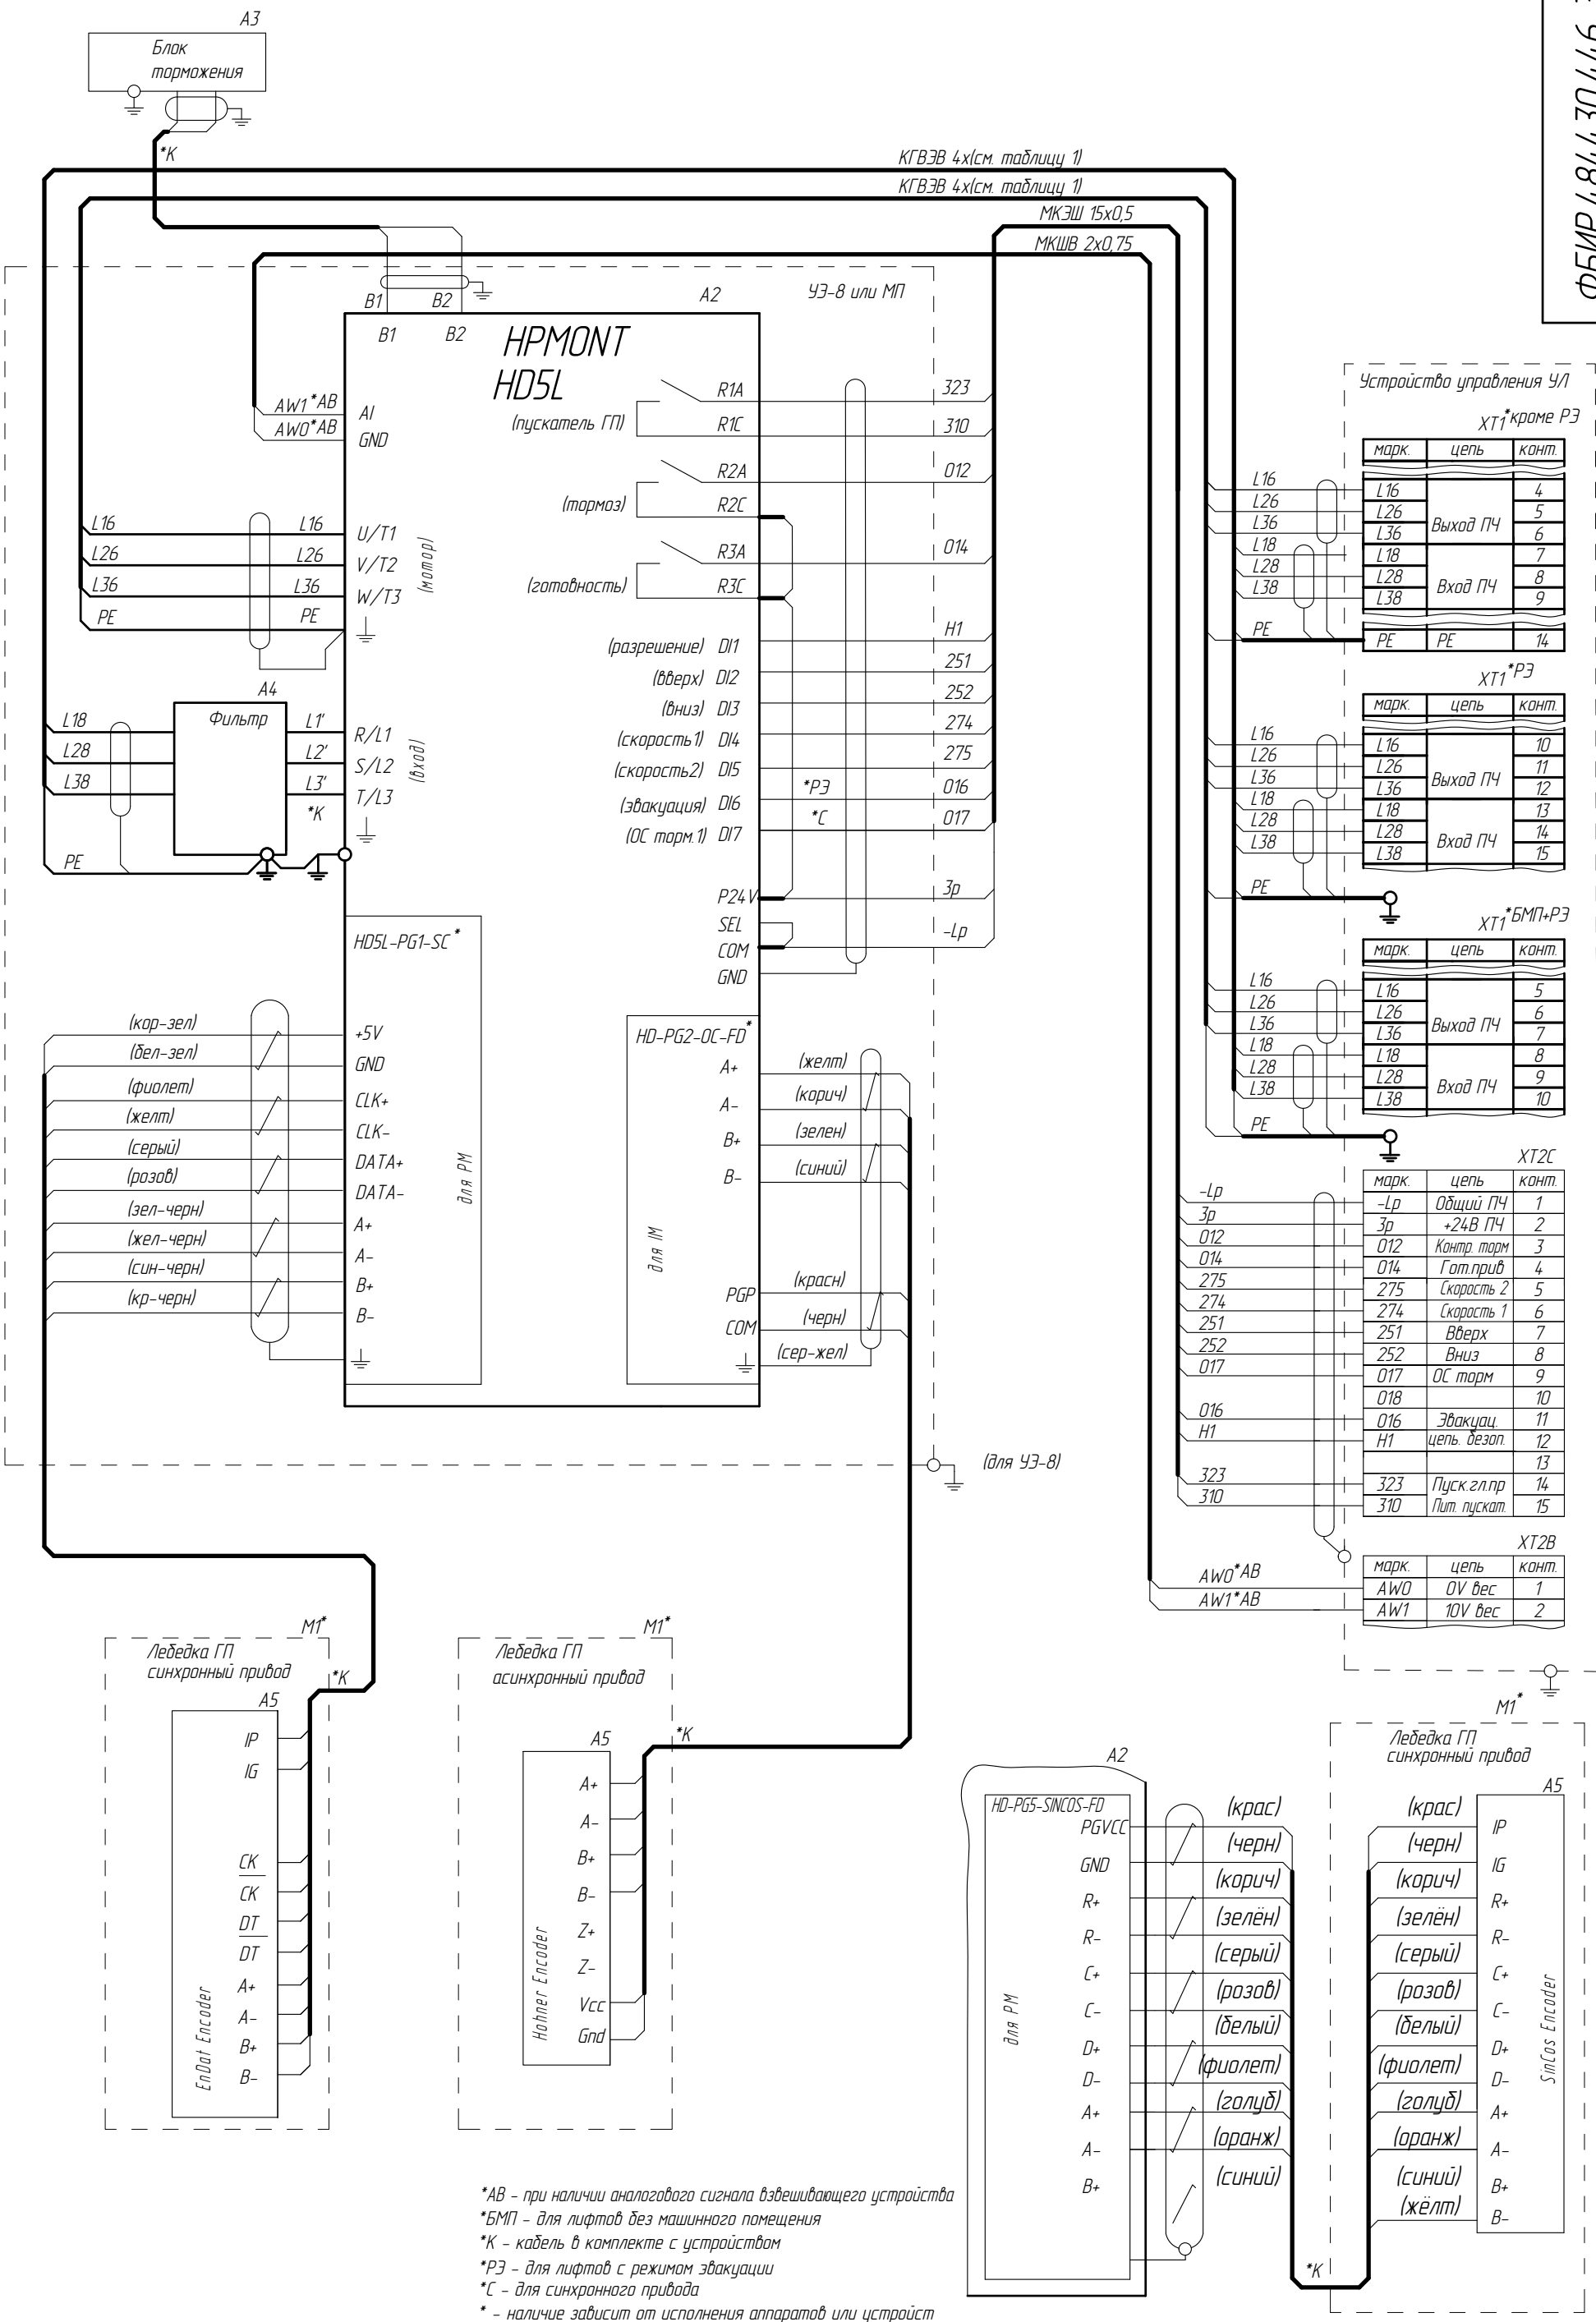 А3
Блок
торможения
*К
КГВЭВ 4х(см. таблицу 1)
КГВЭВ 4х(см. таблицу 1)
МКЭШ 15х0,5
МКШВ 2х0,75
B1 B2 А2 УЭ-8 или МП
B1 B2
HPMONT
HD5L
AW1*АВ AI
AW0*АВ GND
(пускатель ГП) R1A 323
R1C 310
(тормоз) R2A 012
R2C
(готовность) R3A 014
R3C
L16 L16 U/T1
L26 L26 V/T2
L36 L36 W/T3
PE PE
(мотор)
(разрешение) DI1 H1
(вверх) DI2 251
(вниз) DI3 252
(скорость1) DI4 274
(скорость2) DI5 275
(эвакуация) DI6 *РЭ 016
(ОС торм.1) DI7 *С 017
P24V 3p
SEL
COM -Lp
GND
А4
Фильтр
L18 L1' R/L1
L28 L2' S/L2
L38 L3' T/L3
*К
(вход)
PE
HD5L-PG1-SC*
(кор-зел) +5V
(бел-зел) GND
(фиолет) CLK+
(желт) CLK-
(серый) DATA+
(розов) DATA-
(зел-черн) A+
(жел-черн) A-
(син-черн) B+
(кр-черн) B-
для РМ
HD-PG2-OC-FD*
A+ (желт)
A- (корич)
B+ (зелен)
B- (синий)
для IM
PGP (красн)
COM (черн)
(сер-жел)
(для УЭ-8)
Устройство управления УЛ
XT1*кроме РЭ
марк. цепь конт.
L16 L16 Выход ПЧ 4
L26 L26 5
L36 L36 6
L18 L18 Вход ПЧ 7
L28 L28 8
L38 L38 9
PE PE PE 14
XT1*РЭ
марк. цепь конт.
L16 L16 Выход ПЧ 10
L26 L26 11
L36 L36 12
L18 L18 Вход ПЧ 13
L28 L28 14
L38 L38 15
PE
XT1*БМП+РЭ
марк. цепь конт.
L16 L16 Выход ПЧ 5
L26 L26 6
L36 L36 7
L18 L18 Вход ПЧ 8
L28 L28 9
L38 L38 10
PE
XT2C
марк. цепь конт.
-Lp -Lp Общий ПЧ 1
3p 3p +24В ПЧ 2
012 012 Контр. торм 3
014 014 Гот.прив 4
275 275 Скорость 2 5
274 274 Скорость 1 6
251 251 Вверх 7
252 252 Вниз 8
017 017 ОС торм 9
018 10
016 016 Эвакуац. 11
H1 H1 цепь. безоп. 12
13
323 323 Пуск.гл.пр 14
310 310 Пит. пускат. 15
XT2B
марк. цепь конт.
AW0*АВ AW0 0V вес 1
AW1*АВ AW1 10V вес 2
М1*
Лебедка ГП
синхронный привод
*К
А5
IP
IG
CK
CK
DT
DT
A+
A-
B+
B-
EnDat Encoder
М1*
Лебедка ГП
асинхронный привод
А5 *К
A+
A-
B+
B-
Z+
Z-
Vcc
Gnd
Hohner Encoder
А2
HD-PG5-SINCOS-FD
PGVCC (крас)
GND (черн)
R+ (корич)
R- (зелён)
C+ (серый)
C- (розов)
D+ (белый)
D- (фиолет)
A+ (голуб)
A- (оранж)
B+ (синий)
для РМ
*К
М1*
Лебедка ГП
синхронный привод
А5
(крас) IP
(черн) IG
(корич) R+
(зелён) R-
(серый) C+
(розов) C-
(белый) D+
(фиолет) D-
(голуб) A+
(оранж) A-
(синий) B+
(жёлт) B-
SinCos Encoder
*АВ - при наличии аналогового сигнала взвешивающего устройства
*БМП - для лифтов без машинного помещения
*К - кабель в комплекте с устройством
*РЭ - для лифтов с режимом эвакуации
*С - для синхронного привода
* - наличие зависит от исполнения аппаратов или устройст